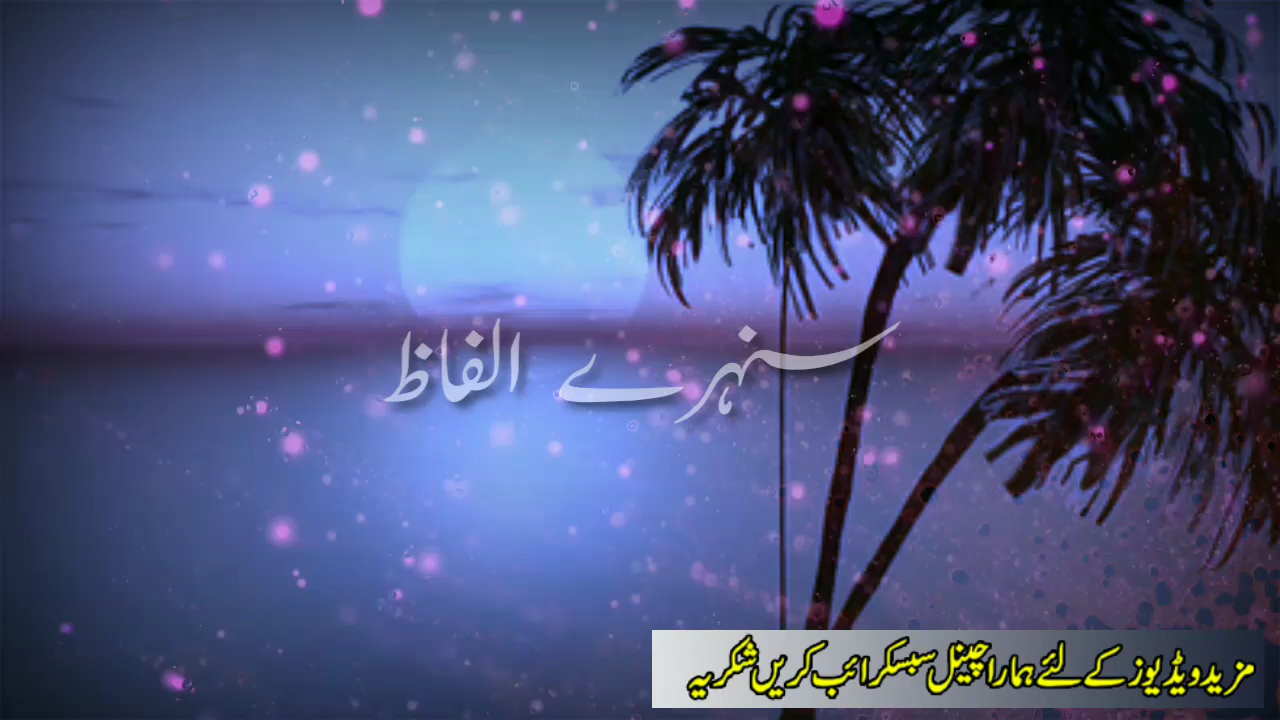 سنہرے الفاظ
مزید ویڈیوز کے لئے ہمارا چینل سبسکرائب کریں شکریہ